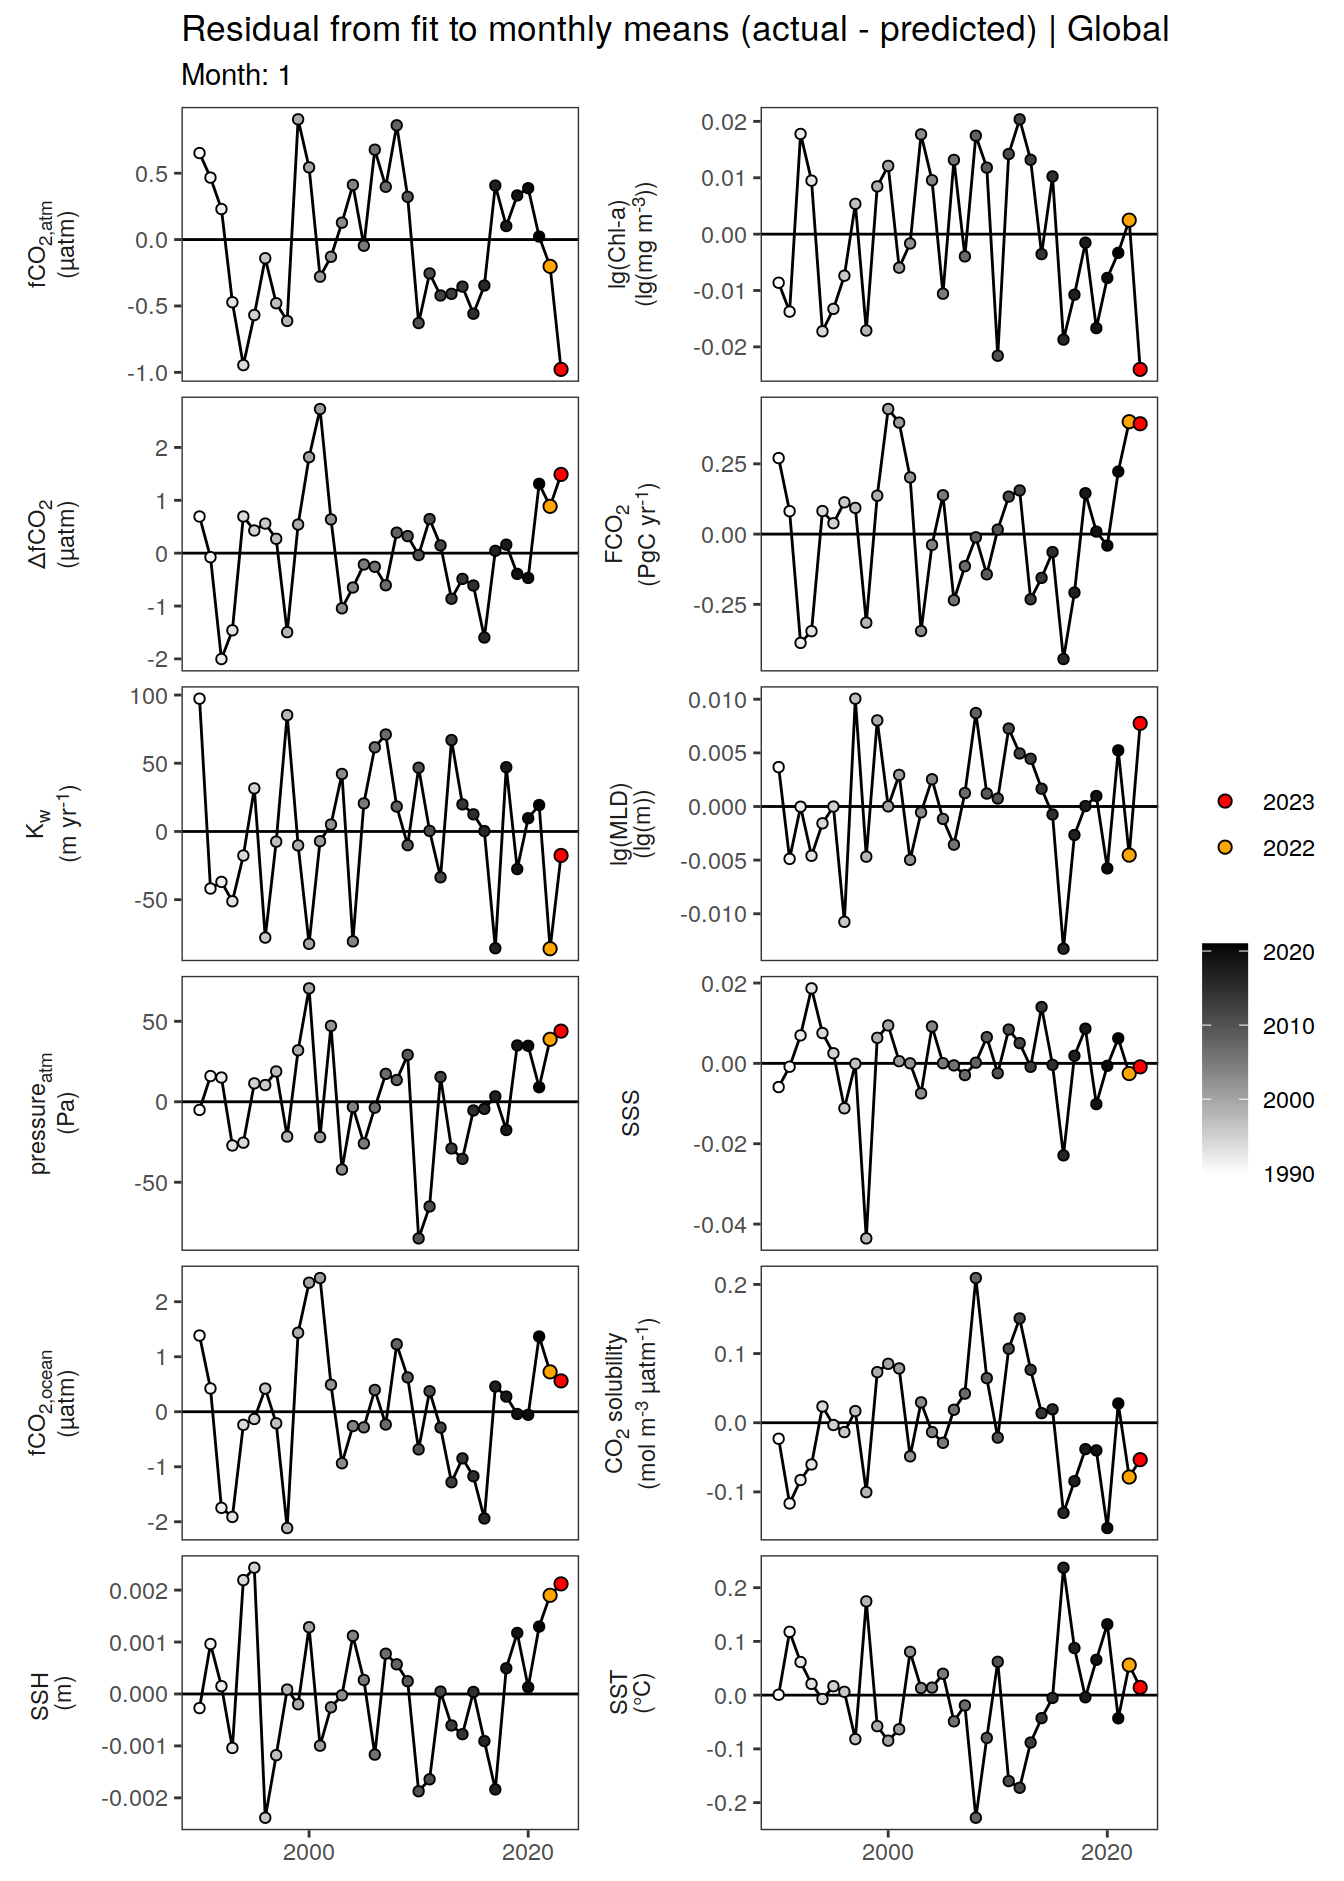 Residual from fit to monthly means (actual - predicted) | Global
Month: 1
fCO2,atm
(µatm)
0.5
0.0
-0.5
-1.0
lg(Chl-a)
(lg(mg m-3))
0.02
0.01
0.00
-0.01
-0.02
ΔfCO2
(µatm)
2
1
0
-1
-2
FCO2
(PgC yr-1)
0.25
0.00
-0.25
Kw
(m yr-1)
100
50
0
-50
lg(MLD)
(lg(m))
0.010
0.005
0.000
-0.005
-0.010
pressureatm
(Pa)
50
0
-50
SSS
0.02
0.00
-0.02
-0.04
fCO2,ocean
(µatm)
2
1
0
-1
-2
CO2 solubility
(mol m-3 µatm-1)
0.2
0.1
0.0
-0.1
SSH
(m)
0.002
0.001
0.000
-0.001
-0.002
SST
(°C)
0.2
0.1
0.0
-0.1
-0.2
2000
2020
2000
2020
2023
2022
2020
2010
2000
1990